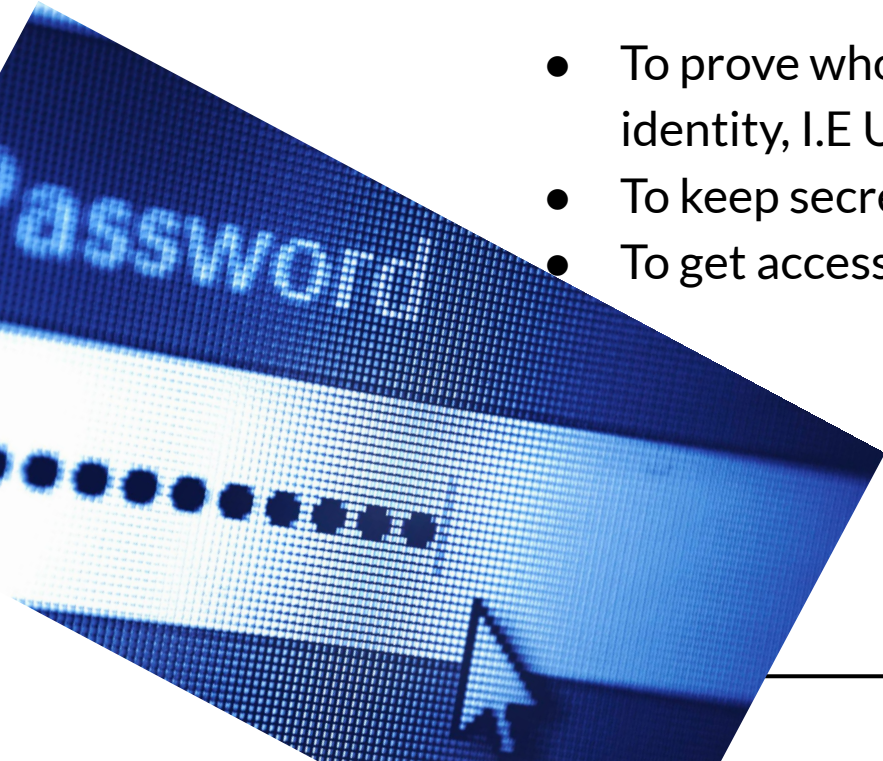 ● To prove who
identity, I.E U
● To keep secre
● To get access
Password